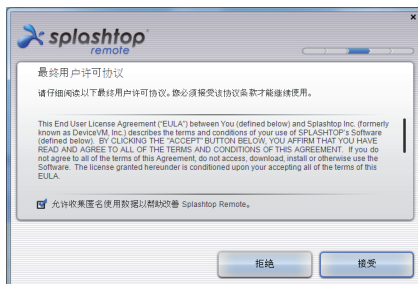 splashtop
remote
最终用户许可协议
请仔细阅读以下最终用户许可协议。您必须接受该协议条款才能继续使用。
This End User License Agreement ("EULA") between You (defined below) and Splashtop Inc. (formerly
known as DeviceVM, Inc.) describes the terms and conditions of your use of SPLASHTOP's Software
(defined below). BY CLICKING THE "ACCEPT" BUTTON BELOW, YOU AFFIRM THAT YOU HAVE
READ AND AGREE TO ALL OF THE TERMS AND CONDITIONS OF THIS AGREEMENT. If you do
not agree to all of the terms of this Agreement, do not access, download, install or otherwise use the
Software. The license granted hereunder is conditioned upon your accepting all of the terms of this
EULA.
允许收集匿名使用数据以帮助改善 Splashtop Remote。
拒绝 接受